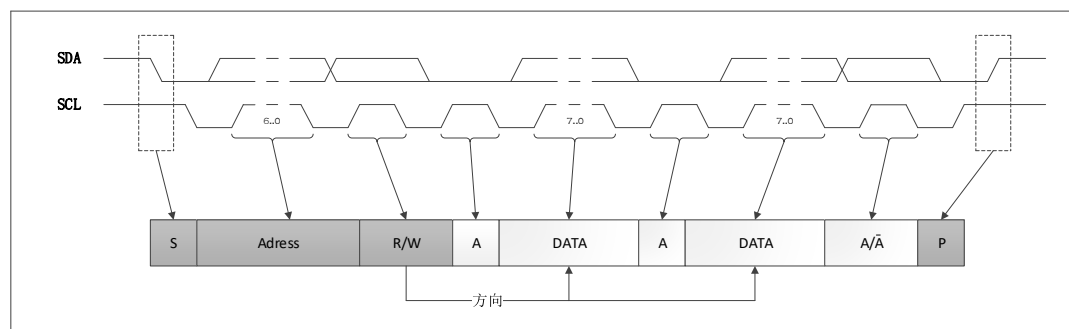 SDA
SCL
6..0
7..0
7..0
S Adress R/W A DATA A DATA A/Ā P
方向